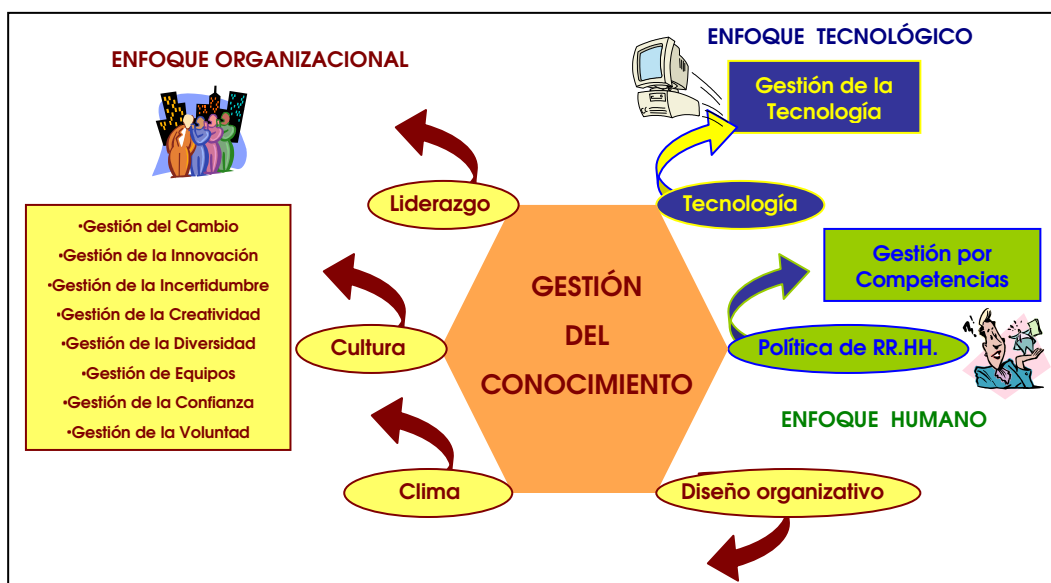 ENFOQUE ORGANIZACIONAL
ENFOQUE TECNOLÓGICO
Gestión de la
Tecnología
Liderazgo
Tecnología
•Gestión del Cambio
•Gestión de la Innovación
•Gestión de la Incertidumbre
•Gestión de la Creatividad
•Gestión de la Diversidad
•Gestión de Equipos
•Gestión de la Confianza
•Gestión de la Voluntad
Gestión por
Competencias
GESTIÓN
DEL
CONOCIMIENTO
Cultura
Política de RR.HH.
ENFOQUE HUMANO
Clima
Diseño organizativo